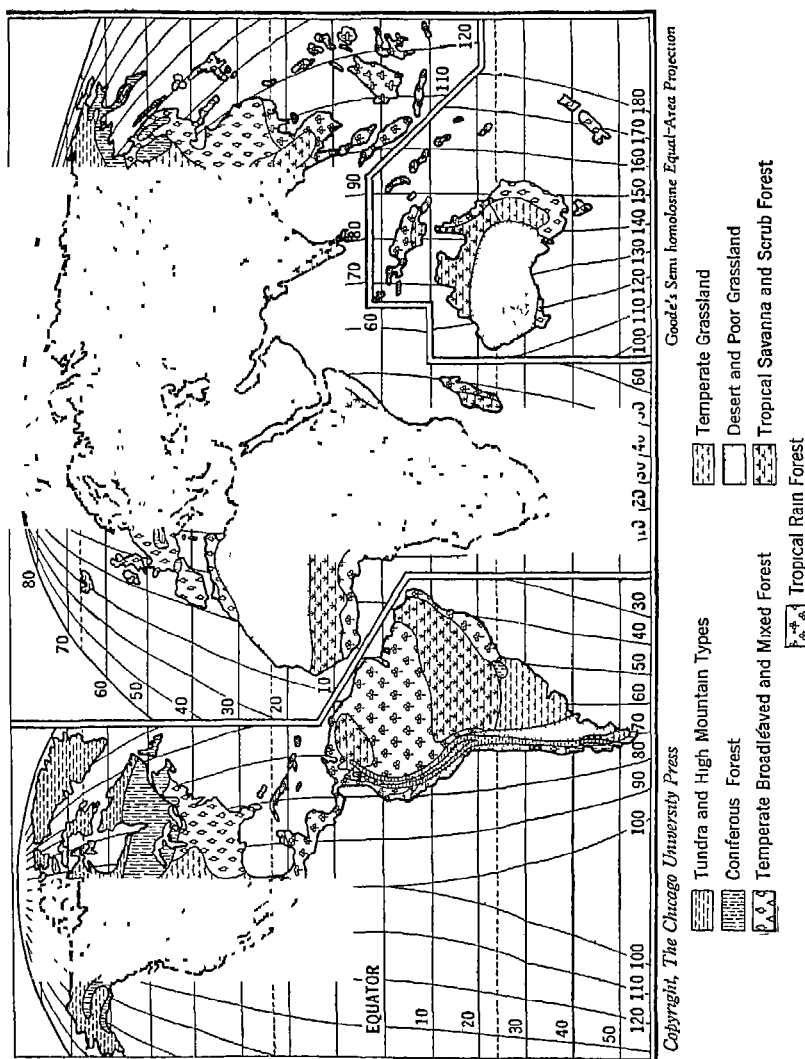 80
70
60
50
40
30
20
10
120
110
90
80
70
60
EQUATOR
10
20
30
40
50
120 110 100
100 90 80 70 60 50 40 30
20 30 40
60
100 110 120 130 140 150 160 170 180
Copyright, The Chicago University Press
Goode's Semi homolosine Equal-Area Projection
Tundra and High Mountain Types
Temperate Grassland
Coniferous Forest
Desert and Poor Grassland
Temperate Broadleaved and Mixed Forest
Tropical Savanna and Scrub Forest
Tropical Rain Forest